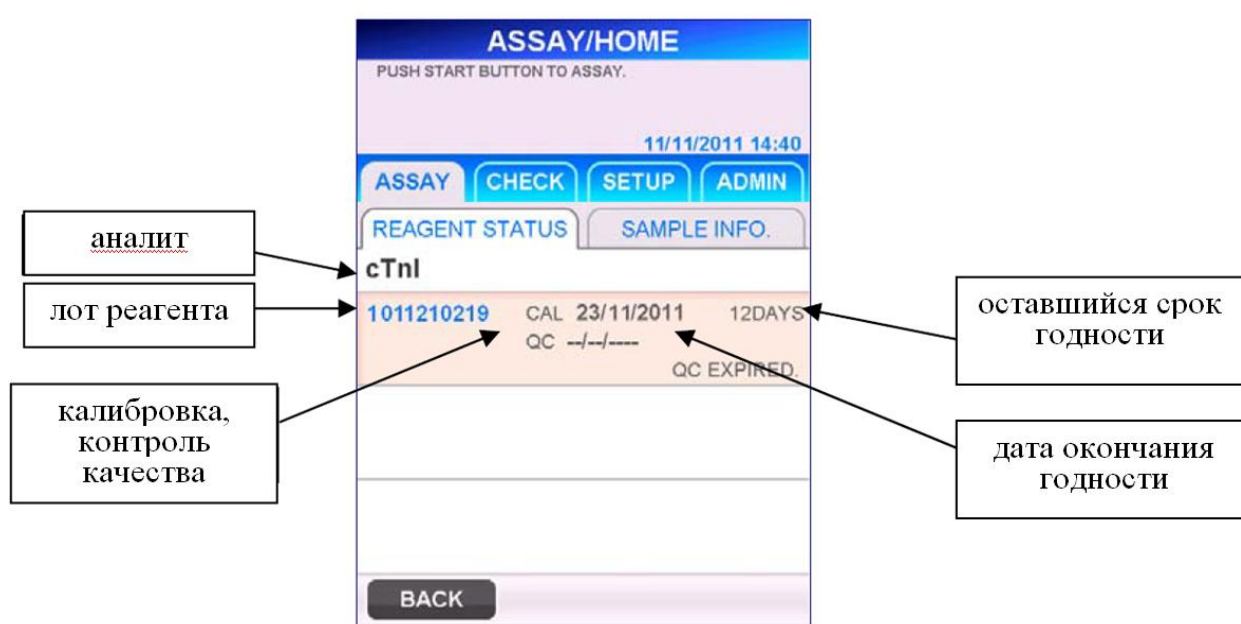 ASSAY/HOME
PUSH START BUTTON TO ASSAY.
11/11/2011 14:40
ASSAY CHECK SETUP ADMIN
REAGENT STATUS SAMPLE INFO.
cTnI
1011210219 CAL 23/11/2011 12DAYS
QC --/--/----
QC EXPIRED.
BACK
аналит
лот реагента
калибровка,
контроль
качества
оставшийся срок
годности
дата окончания
годности